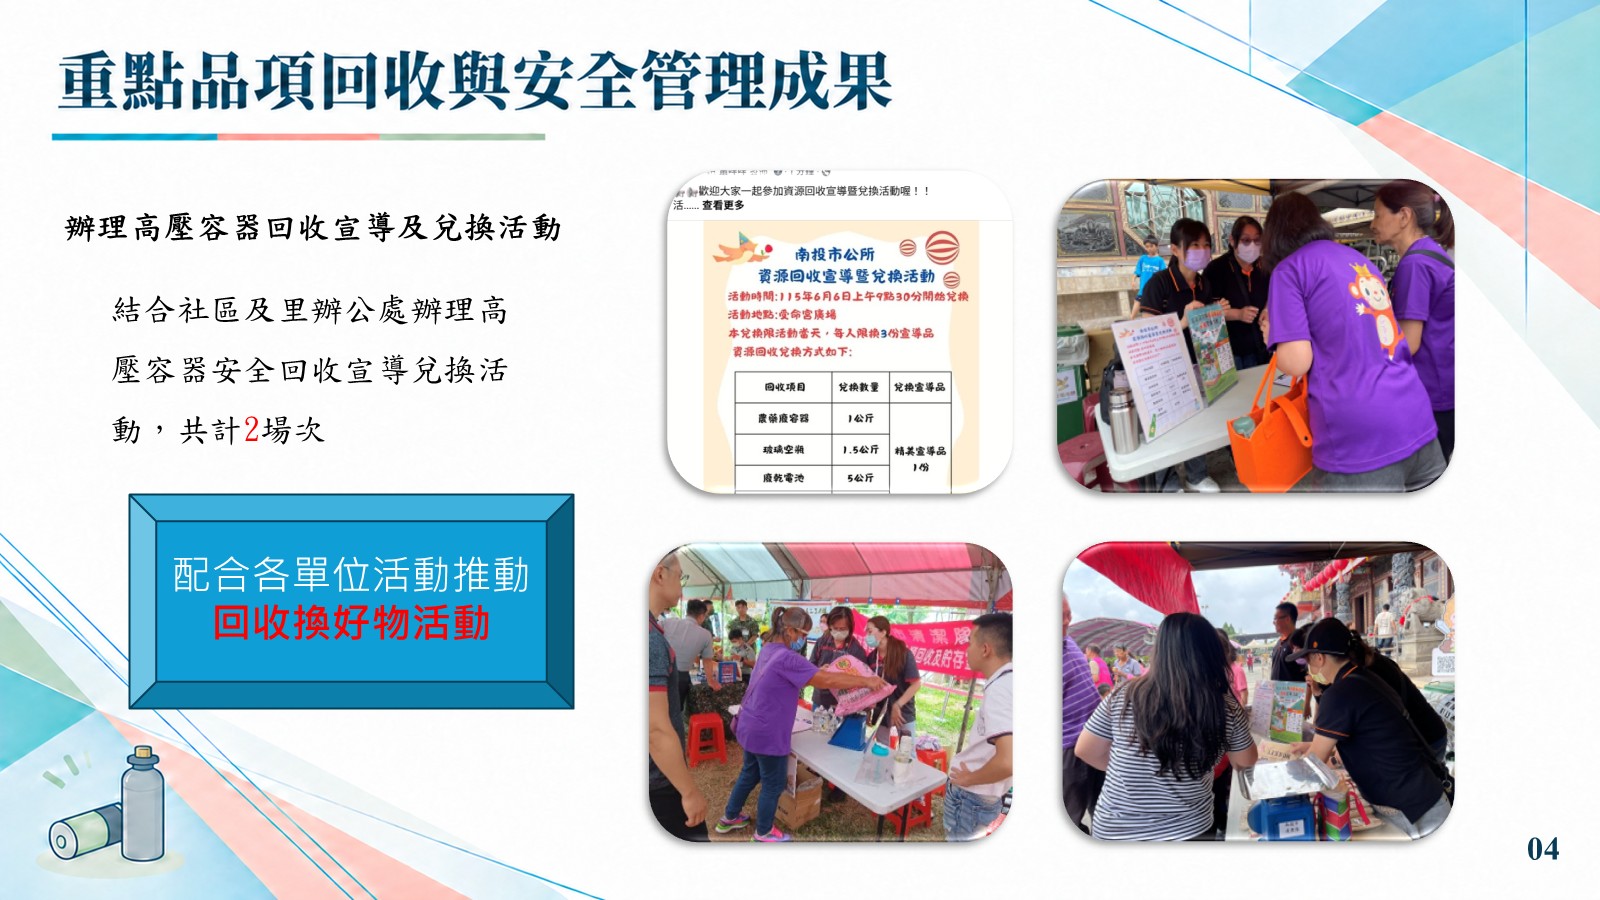 重點品項回收與安全管理成果
辦理高壓容器回收宣導及兌換活動
結合社區及里辦公處辦理高
壓容器安全回收宣導兌換活
動，共計2場次
配合各單位活動推動
回收換好物活動
歡迎大家一起參加資源回收宣導暨兌換活動喔！！
活...... 查看更多
南投市公所
資源回收宣導暨兌換活動
活動時間:115年6月6日上午9點30分開始兌換
活動地點:受命宮廣場
本兌換限活動當天，每人限換3份宣導品
資源回收兌換方式如下:
回收項目 兌換數量 兌換宣導品
農藥廢容器 1公斤
玻璃空瓶 1.5公斤
精美宣導品
1份
廢乾電池 5公斤
04